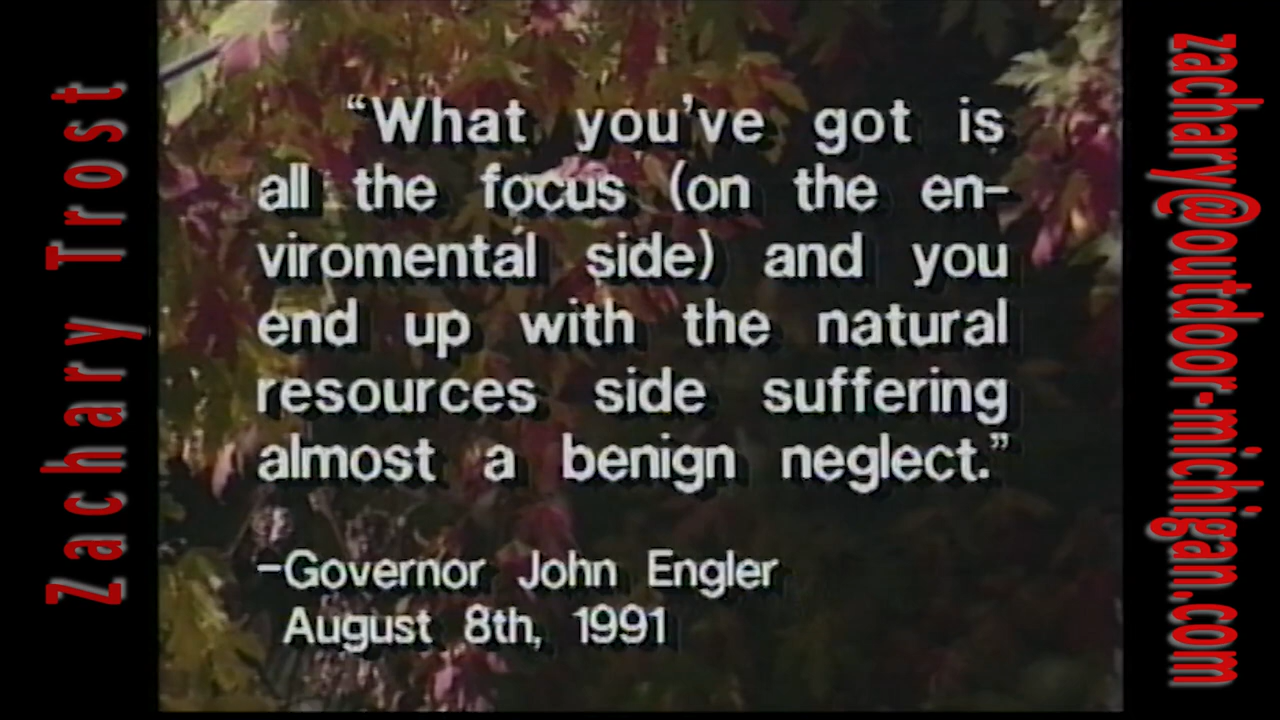 Zachary Trost
“What you’ve got is
all the focus (on the en-
viromental side) and you
end up with the natural
resources side suffering
almost a benign neglect.”
-Governor John Engler
August 8th, 1991
zachary@outdoor-michigan.com